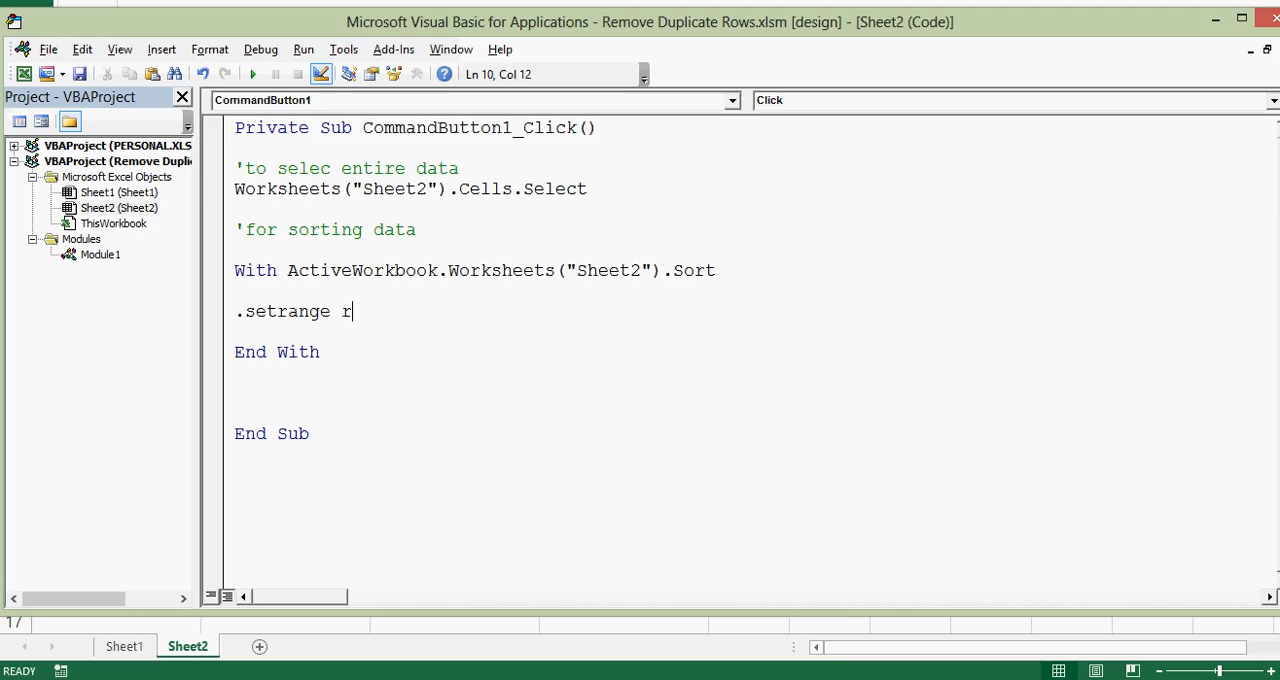 Microsoft Visual Basic for Applications - Remove Duplicate Rows.xlsm [design] - [Sheet2 (Code)]
File Edit View Insert Format Debug Run Tools Add-Ins Window Help
Ln 10, Col 12
Project - VBAProject
CommandButton1
Click
VBAProject (PERSONAL.XLS
VBAProject (Remove Dupli
Microsoft Excel Objects
Sheet1 (Sheet1)
Sheet2 (Sheet2)
ThisWorkbook
Modules
Module1
Private Sub CommandButton1_Click()
'to selec entire data
Worksheets("Sheet2").Cells.Select
'for sorting data
With ActiveWorkbook.Worksheets("Sheet2").Sort
.setrange r
End With
End Sub
17
Sheet1 Sheet2
READY